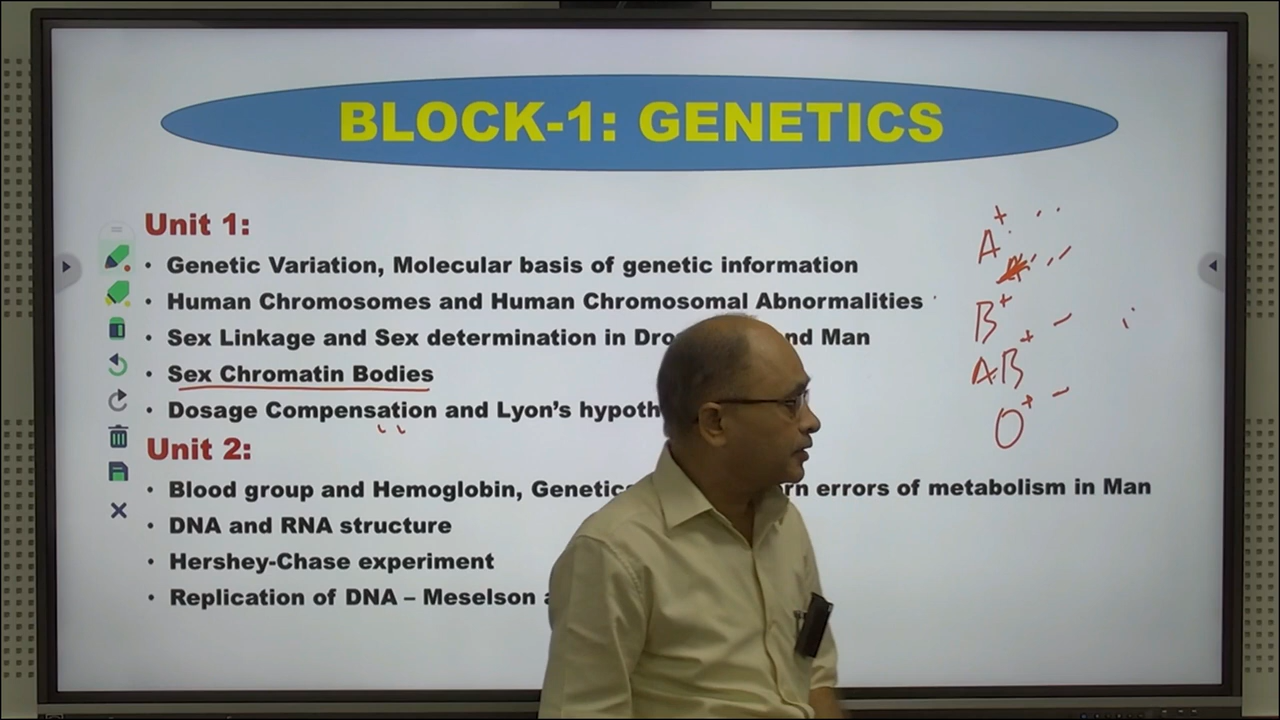 BLOCK-1: GENETICS
Unit 1:
• Genetic Variation, Molecular basis of genetic information
• Human Chromosomes and Human Chromosomal Abnormalities
• Sex Linkage and Sex determination in Dro nd Man
• Sex Chromatin Bodies
• Dosage Compensation and Lyon's hypoth
Unit 2:
• Blood group and Hemoglobin, Genetic rn errors of metabolism in Man
• DNA and RNA structure
• Hershey-Chase experiment
• Replication of DNA – Meselson
A+
B+ -
AB+
O+ -